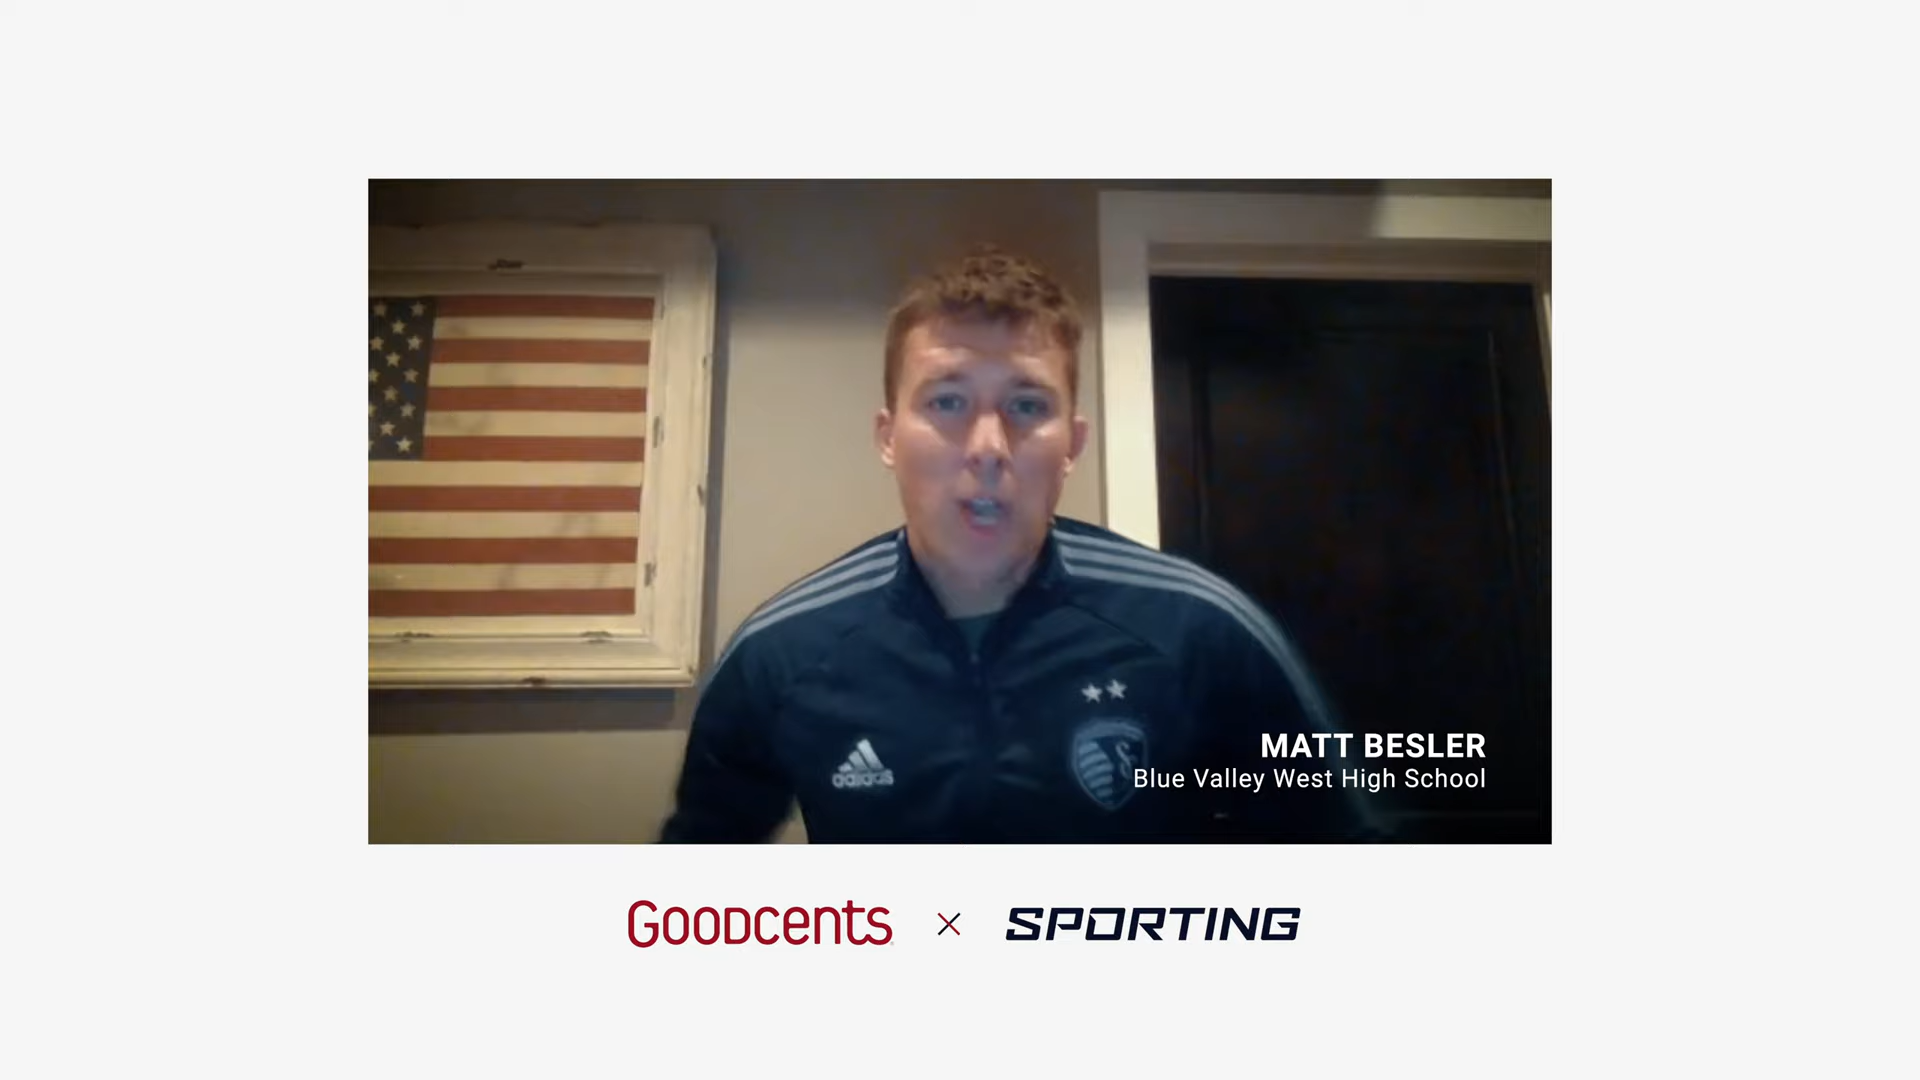 adidas
MATT BESLER
Blue Valley West High School
GOODCENTS × SPORTING